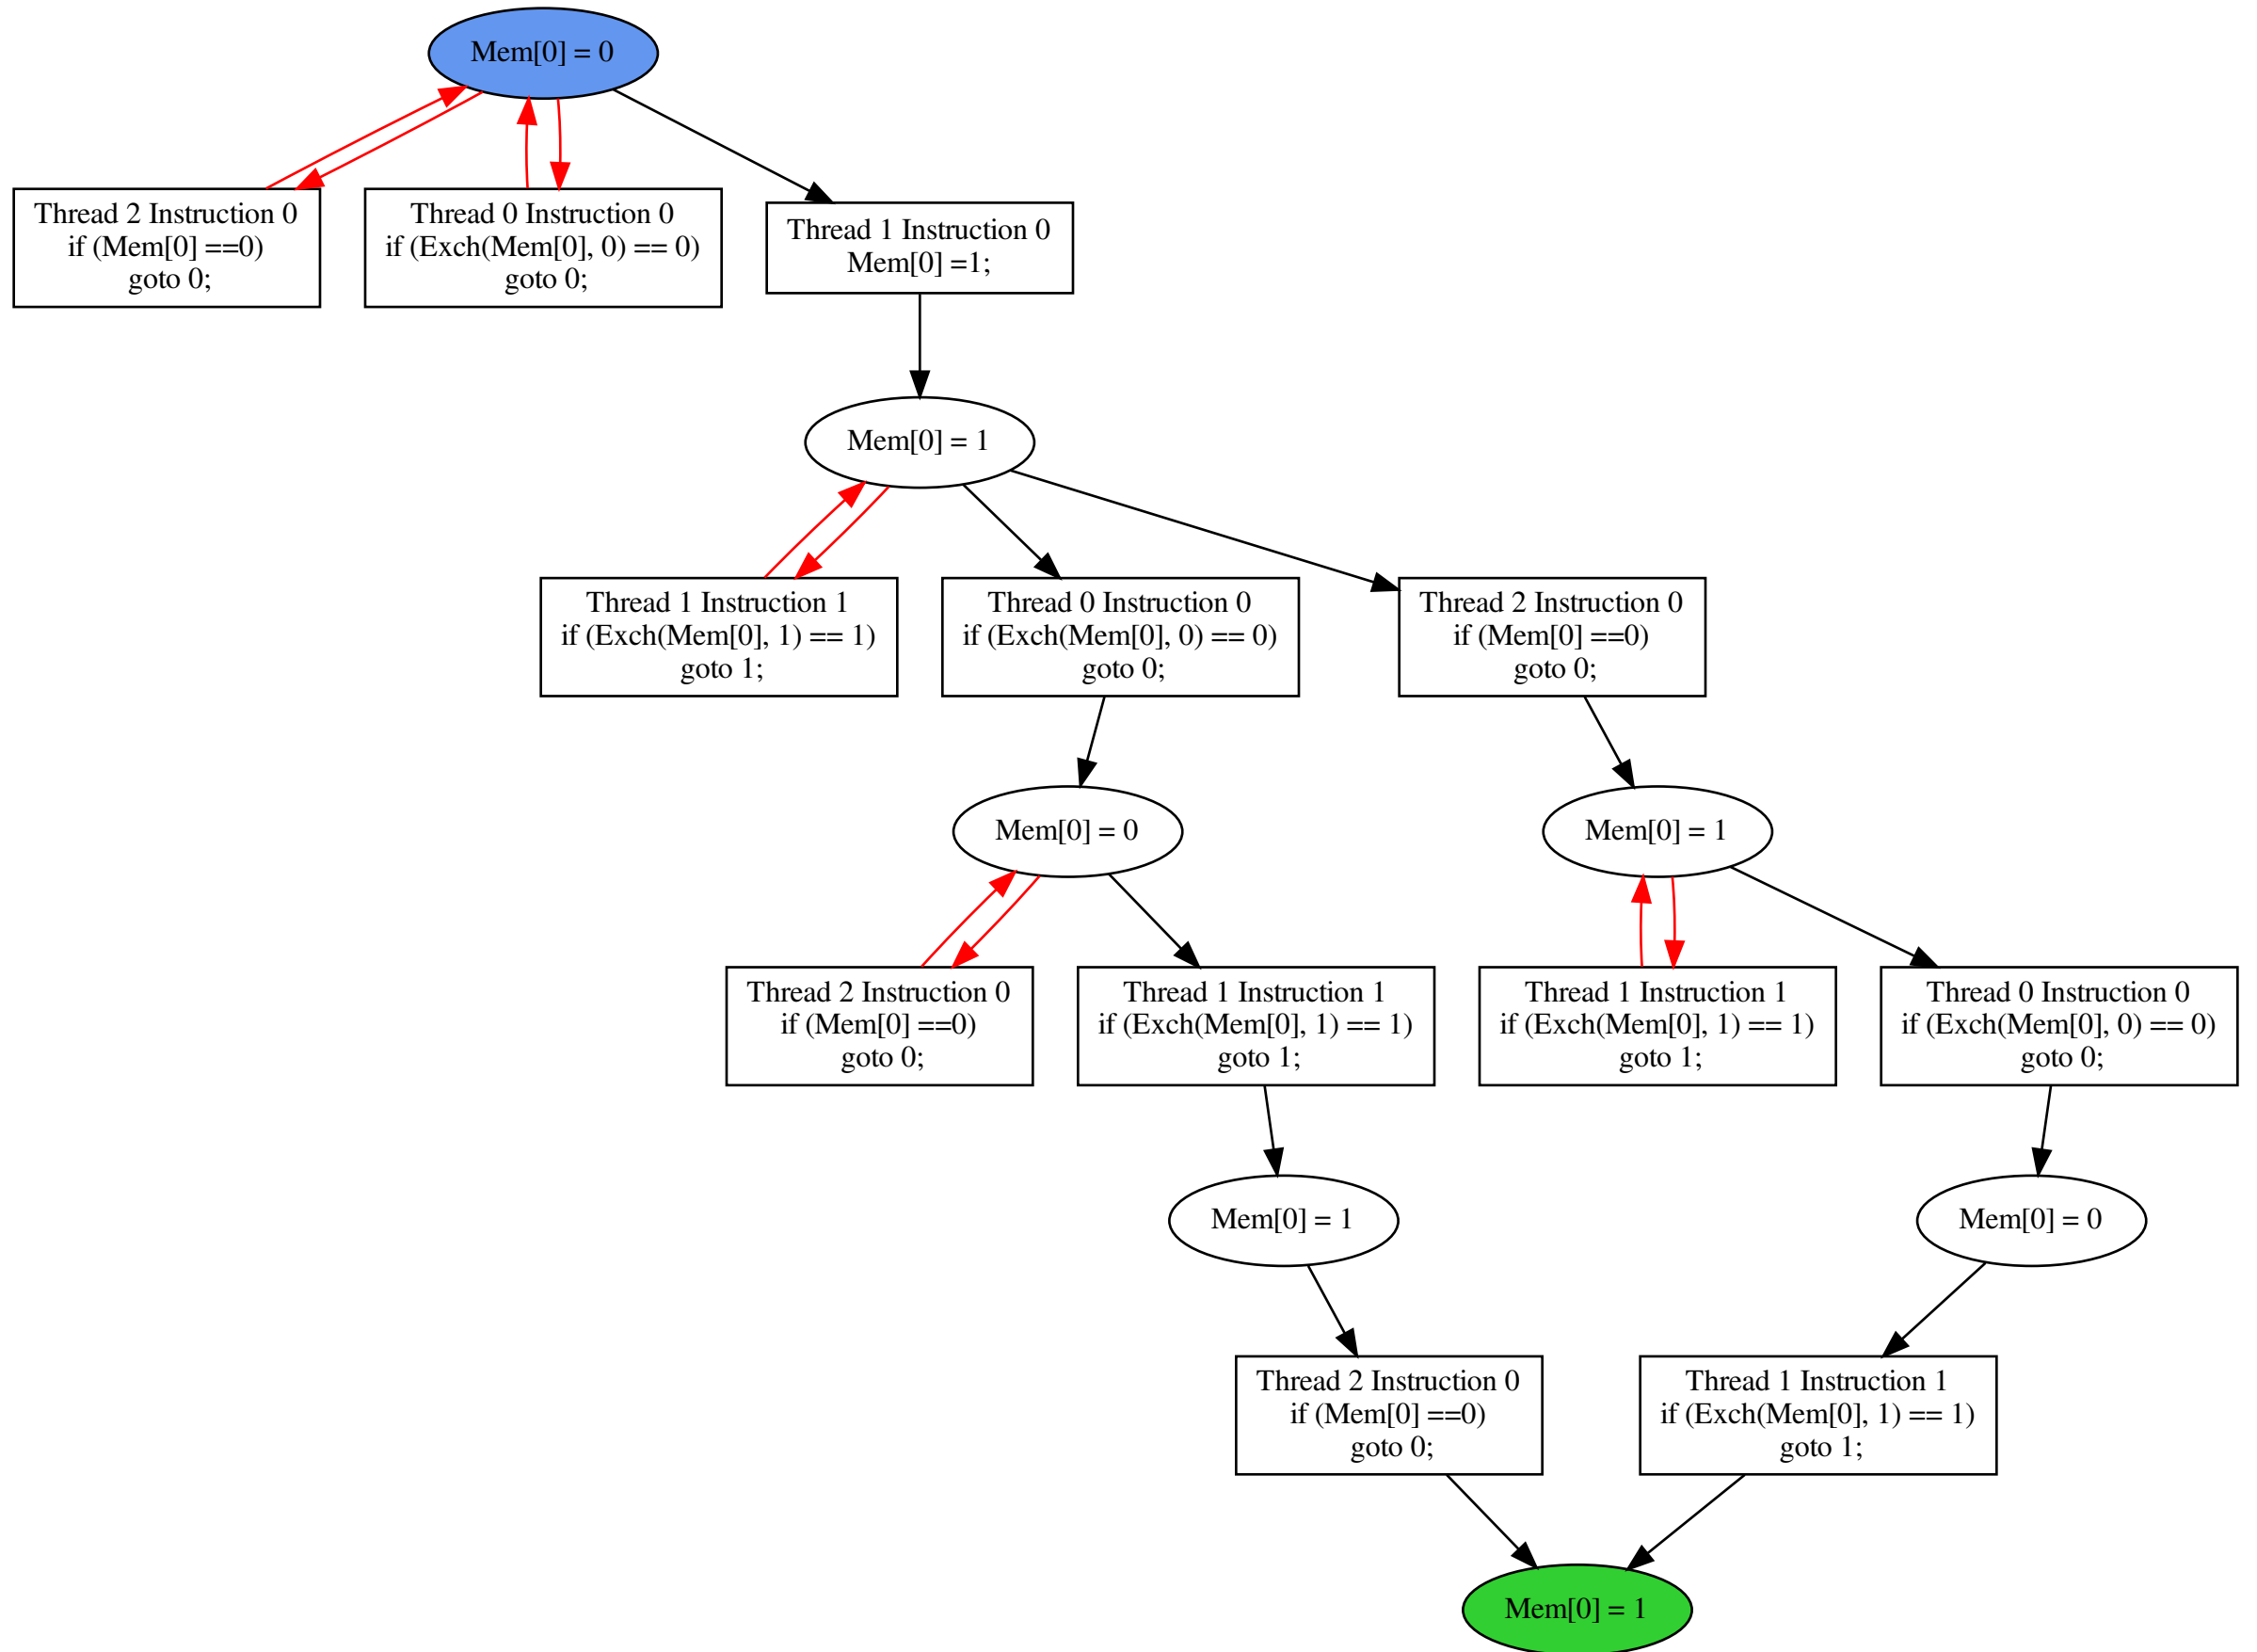 Mem[0] = 0
Thread 2 Instruction 0
if (Mem[0] ==0)
goto 0;
Thread 0 Instruction 0
if (Exch(Mem[0], 0) == 0)
goto 0;
Thread 1 Instruction 0
Mem[0] =1;
Mem[0] = 1
Thread 1 Instruction 1
if (Exch(Mem[0], 1) == 1)
goto 1;
Thread 0 Instruction 0
if (Exch(Mem[0], 0) == 0)
goto 0;
Thread 2 Instruction 0
if (Mem[0] ==0)
goto 0;
Mem[0] = 0
Mem[0] = 1
Thread 2 Instruction 0
if (Mem[0] ==0)
goto 0;
Thread 1 Instruction 1
if (Exch(Mem[0], 1) == 1)
goto 1;
Thread 1 Instruction 1
if (Exch(Mem[0], 1) == 1)
goto 1;
Thread 0 Instruction 0
if (Exch(Mem[0], 0) == 0)
goto 0;
Mem[0] = 1
Mem[0] = 0
Thread 2 Instruction 0
if (Mem[0] ==0)
goto 0;
Thread 1 Instruction 1
if (Exch(Mem[0], 1) == 1)
goto 1;
Mem[0] = 1